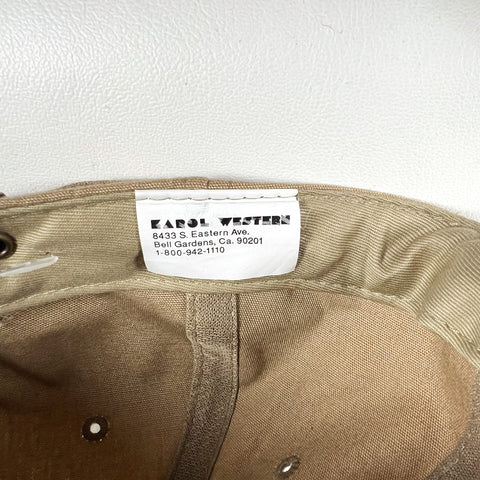 KAROL WESTERN
8433 S. Eastern Ave.
Bell Gardens, Ca. 90201
1-800-942-1110